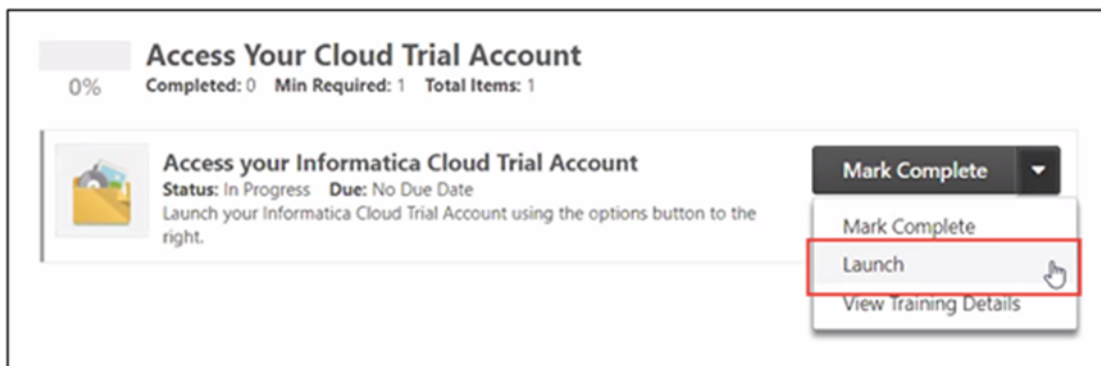 Access Your Cloud Trial Account
0%
Completed: 0 Min Required: 1 Total Items: 1
Access your Informatica Cloud Trial Account
Status: In Progress Due: No Due Date
Launch your Informatica Cloud Trial Account using the options button to the
right.
Mark Complete
Mark Complete
Launch
View Training Details